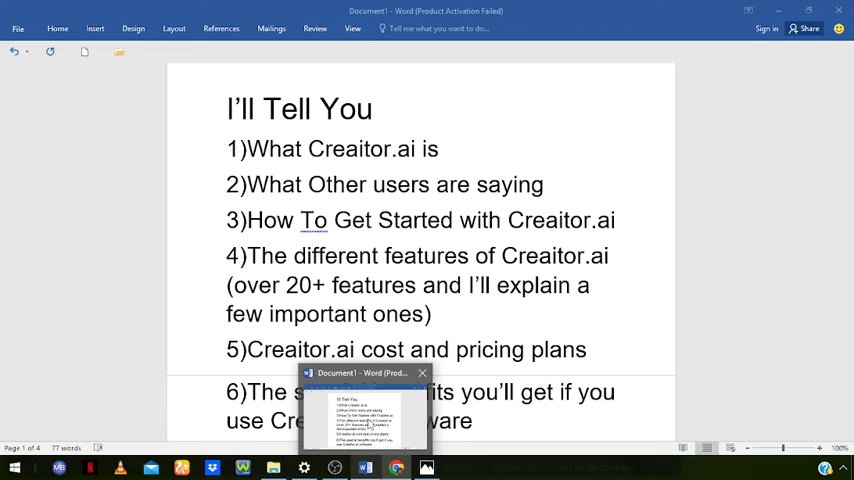 Document1 - Word (Product Activation Failed)
File Home Insert Design Layout References Mailings Review View Tell me what you want to do... Sign in Share
I'll Tell You
1)What Creaitor.ai is
2)What Other users are saying
3)How To Get Started with Creaitor.ai
4)The different features of Creaitor.ai
(over 20+ features and I'll explain a
few important ones)
5)Creaitor.ai cost and pricing plans
Document1 - Word (Prod...
6)The you'll get if you
use
Page 1 of 4 77 words 100%